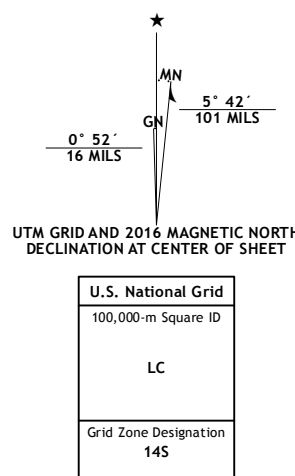 ★
MN
GN
5° 42´
101 MILS
0° 52´
16 MILS
UTM GRID AND 2016 MAGNETIC NORTH
DECLINATION AT CENTER OF SHEET
U.S. National Grid
100,000-m Square ID
LC
Grid Zone Designation
14S